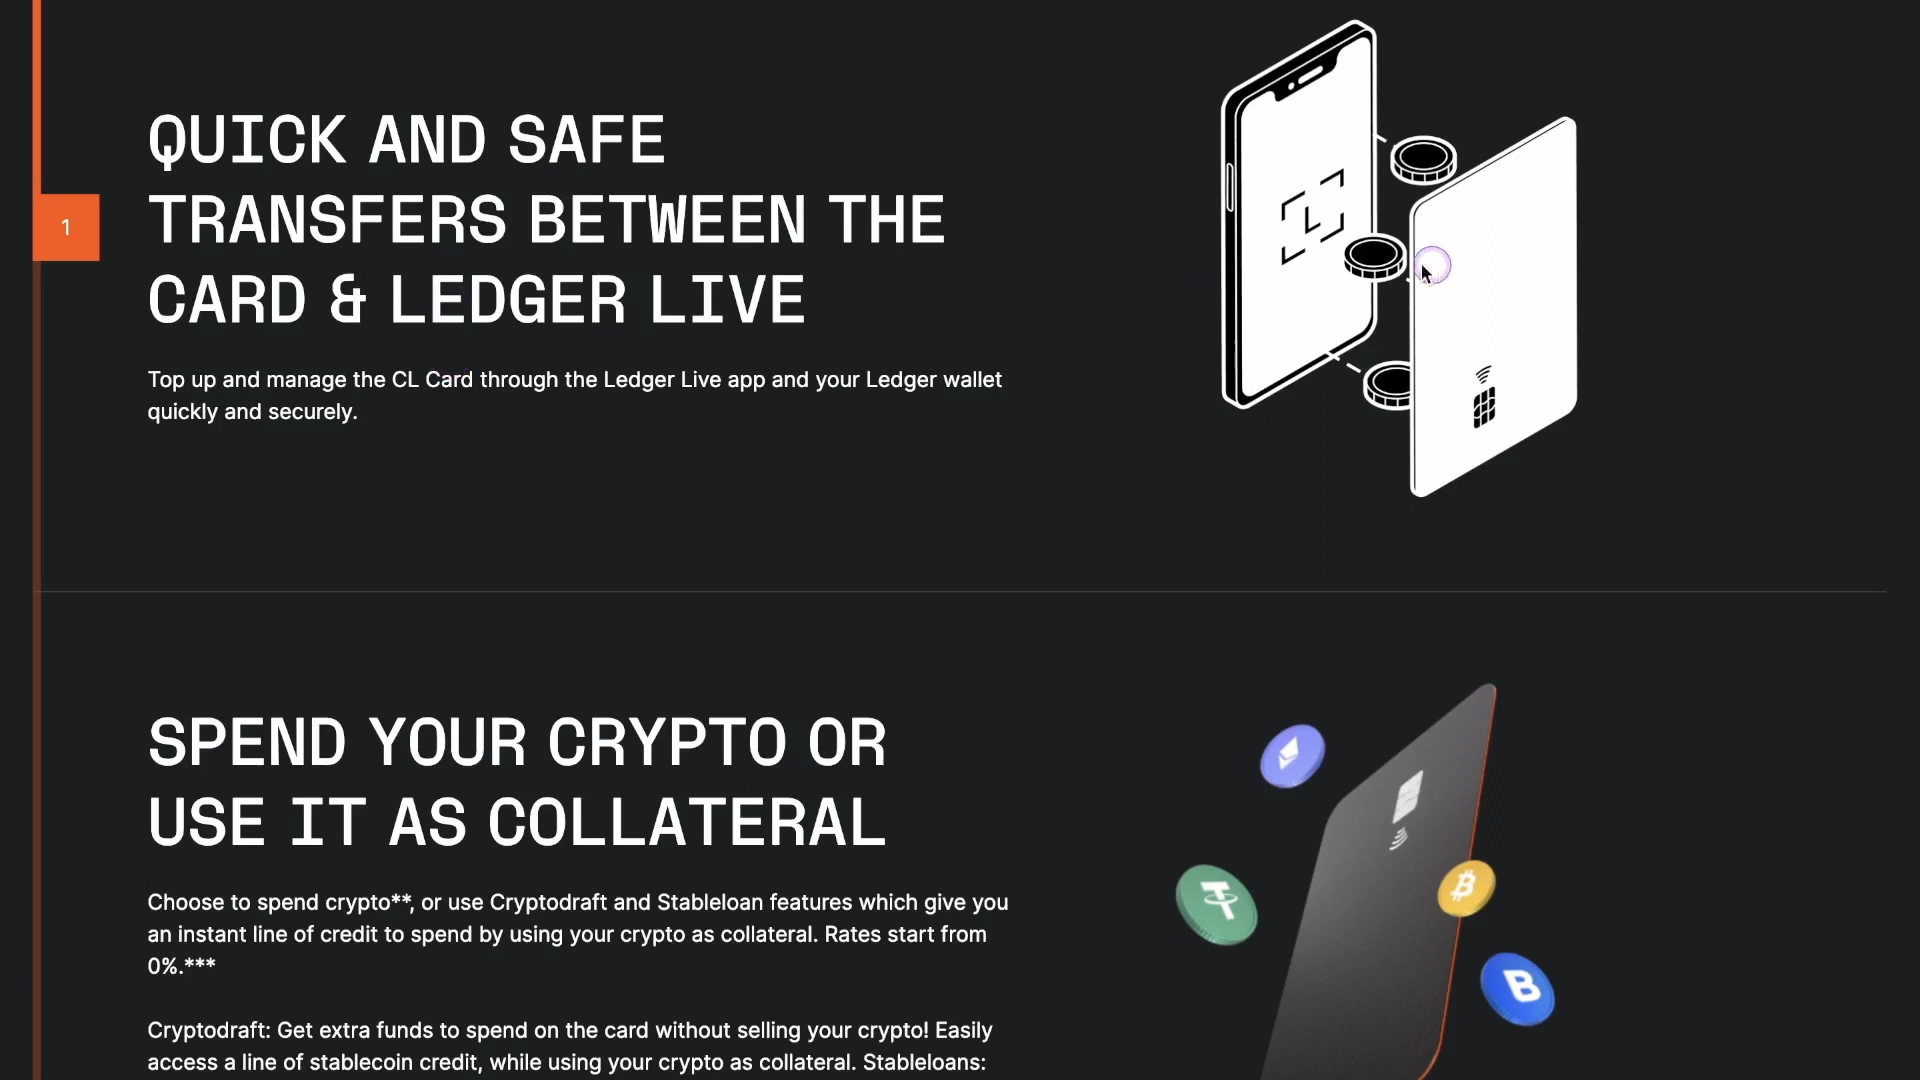 1
QUICK AND SAFE
TRANSFERS BETWEEN THE
CARD & LEDGER LIVE
Top up and manage the CL Card through the Ledger Live app and your Ledger wallet
quickly and securely.
SPEND YOUR CRYPTO OR
USE IT AS COLLATERAL
Choose to spend crypto**, or use Cryptodraft and Stableloan features which give you
an instant line of credit to spend by using your crypto as collateral. Rates start from
0%.***
Cryptodraft: Get extra funds to spend on the card without selling your crypto! Easily
access a line of stablecoin credit, while using your crypto as collateral. Stableloans: